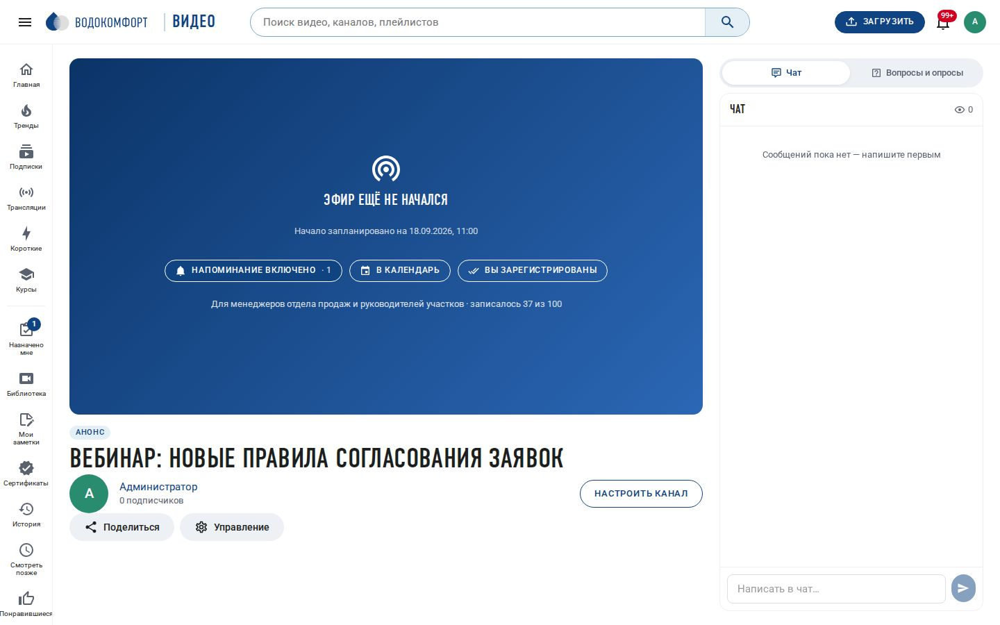 ВОДОКОМФОРТ ВИДЕО
Поиск видео, каналов, плейлистов
ЗАГРУЗИТЬ
99+
А
Главная
Тренды
Подписки
Трансляции
Короткие
Курсы
1
Назначено
мне
Библиотека
Мои
заметки
Сертификаты
История
Смотреть
позже
Понравившиеся
ЭФИР ЕЩЁ НЕ НАЧАЛСЯ
Начало запланировано на 18.09.2026, 11:00
НАПОМИНАНИЕ ВКЛЮЧЕНО · 1
В КАЛЕНДАРЬ
ВЫ ЗАРЕГИСТРИРОВАНЫ
Для менеджеров отдела продаж и руководителей участков · записалось 37 из 100
АНОНС
ВЕБИНАР: НОВЫЕ ПРАВИЛА СОГЛАСОВАНИЯ ЗАЯВОК
А
Администратор
0 подписчиков
НАСТРОИТЬ КАНАЛ
Поделиться
Управление
Чат
Вопросы и опросы
ЧАТ
0
Сообщений пока нет — напишите первым
Написать в чат…